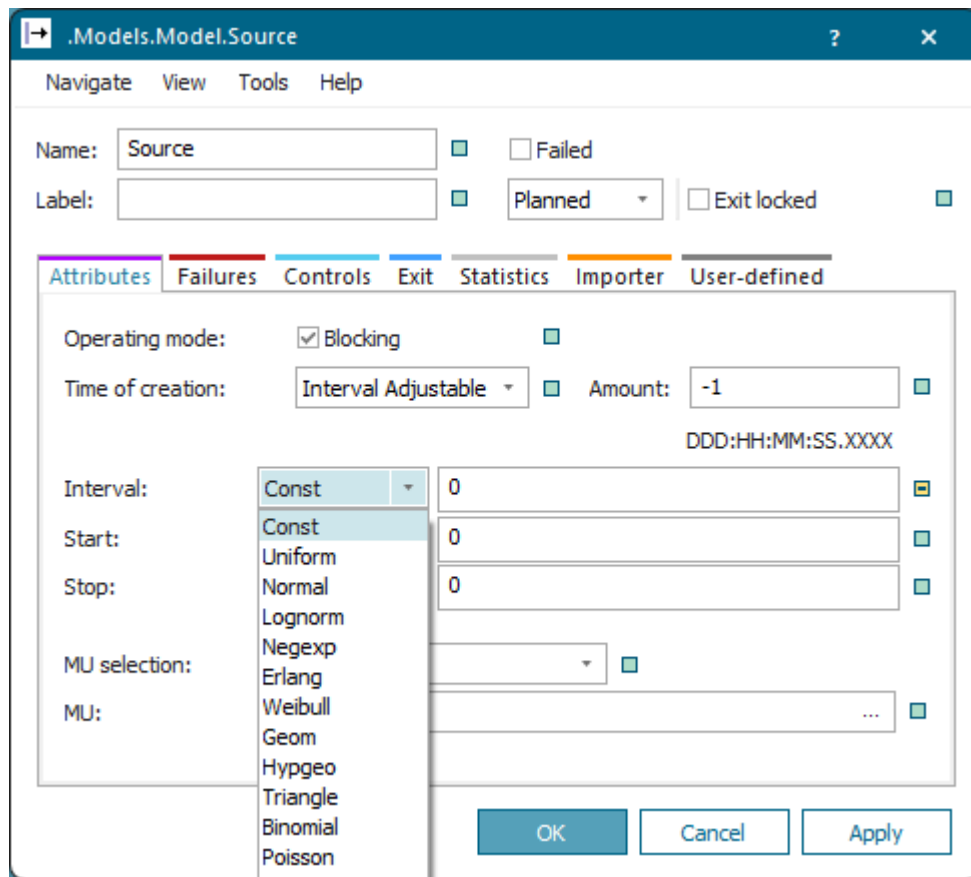 .Models.Model.Source ? ×
Navigate View Tools Help
Name: Source Failed
Label: Planned Exit locked
Attributes Failures Controls Exit Statistics Importer User-defined
Operating mode: Blocking
Time of creation: Interval Adjustable Amount: -1
DDD:HH:MM:SS.XXXX
Interval: Const 0
Const
Start: 0
Uniform
Stop: Normal 0
Lognorm
Negexp
MU selection: Erlang
MU: Weibull ...
Geom
Hypgeo
Triangle
Binomial
Poisson
OK Cancel Apply